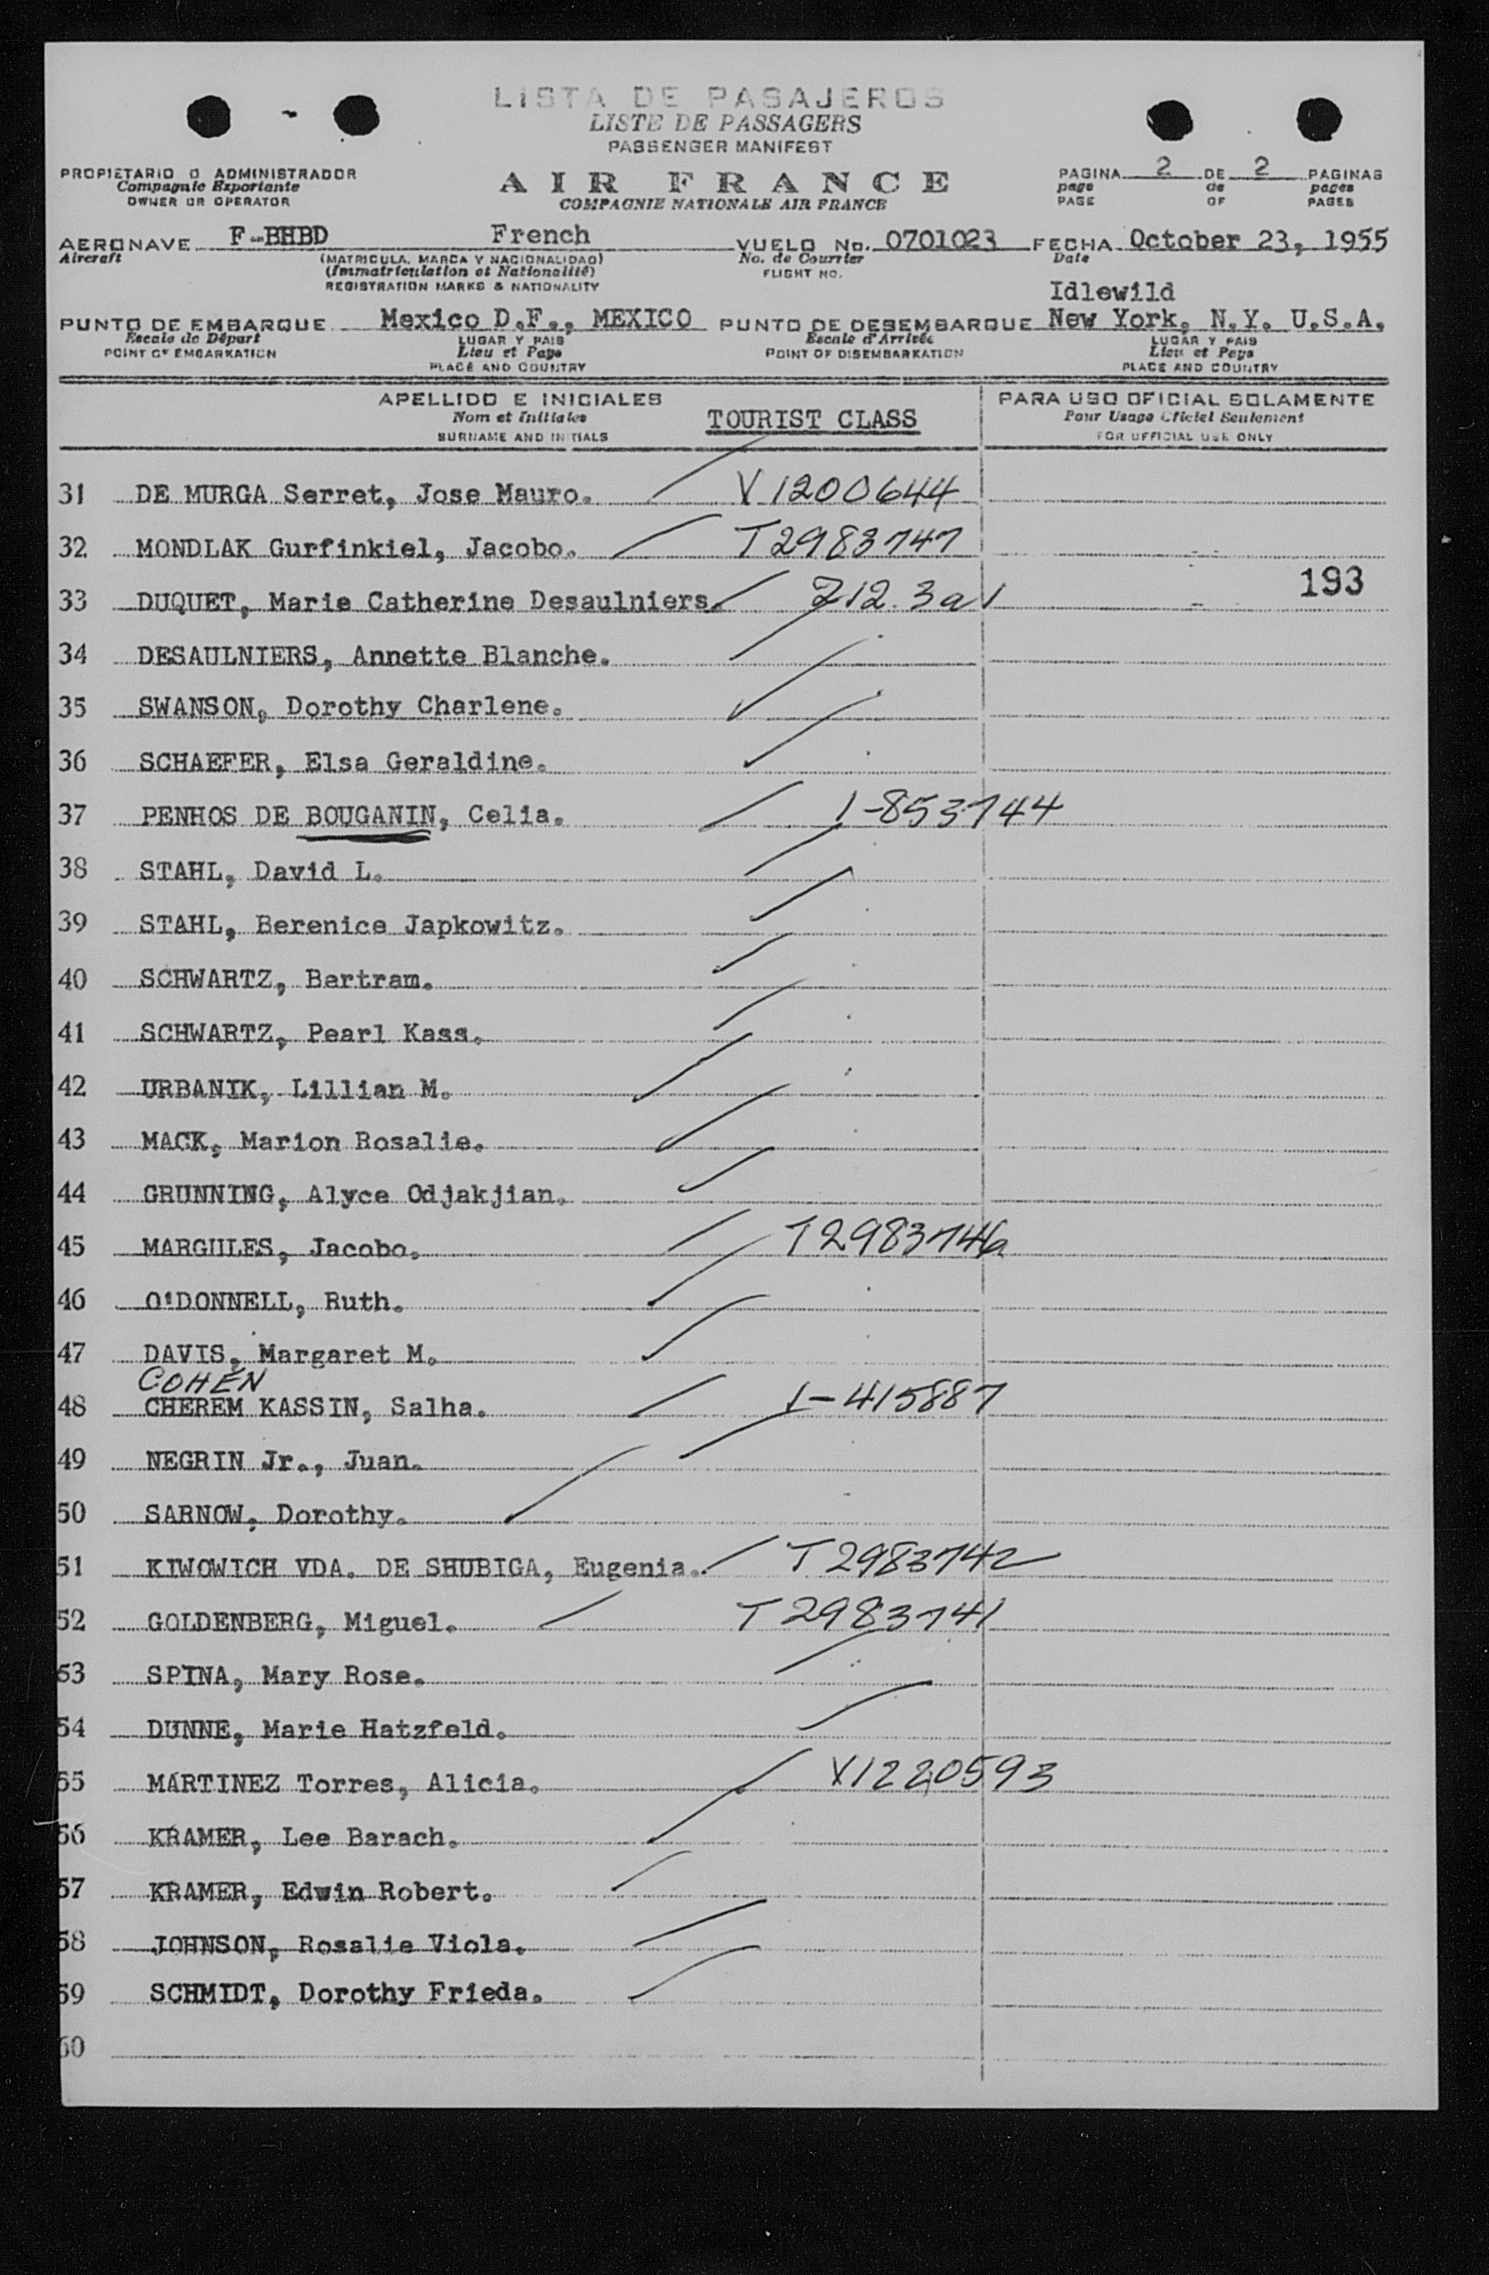 LISTA DE PASAJEROS
LISTE DE PASSAGERS
PASSENGER MANIFEST
PROPIETARIO O ADMINISTRADOR
Compagnie Exportante
OWNER OR OPERATOR
AIR FRANCE
COMPAGNIE NATIONALE AIR FRANCE
PAGINA 2 DE 2 PAGINAS
page de pages
PAGE OF PAGES
AERONAVE F-BHBD French VUELO No. 0701023 FECHA October 23, 1955
Aircraft (MATRICULA, MARCA Y NACIONALIDAD) No. de Courrier Date
(Immatriculation et Nationalité) FLIGHT NO.
REGISTRATION MARKS & NATIONALITY
Idlewild
PUNTO DE EMBARQUE Mexico D.F., MEXICO PUNTO DE DESEMBARQUE New York, N.Y. U.S.A.
Escale de Départ LUGAR Y PAIS Escale d'Arrivée LUGAR Y PAIS
POINT OF EMBARKATION Lieu et Pays POINT OF DISEMBARKATION Lieu et Pays
PLACE AND COUNTRY PLACE AND COUNTRY
APELLIDO E INICIALES PARA USO OFICIAL SOLAMENTE
Nom et Initiales TOURIST CLASS Pour Usage Officiel Seulement
SURNAME AND INITIALS FOR OFFICIAL USE ONLY
31 DE MURGA Serret, Jose Mauro. V1200644
32 MONDLAK Gurfinkiel, Jacobo. T2983747
33 DUQUET, Marie Catherine Desaulniers 212.3a1 193
34 DESAULNIERS, Annette Blanche.
35 SWANSON, Dorothy Charlene.
36 SCHAEFER, Elsa Geraldine.
37 PENHOS DE BOUGANIN, Celia. 1-853744
38 STAHL, David L.
39 STAHL, Berenice Japkowitz.
40 SCHWARTZ, Bertram.
41 SCHWARTZ, Pearl Kass.
42 URBANIK, Lillian M.
43 MACK, Marion Rosalie.
44 GRUNNING, Alyce Odjakjian.
45 MARGULES, Jacobo. T2983746
46 O'DONNELL, Ruth.
47 DAVIS, Margaret M.
COHEN
48 CHEREM KASSIN, Salha. 1-415887
49 NEGRIN Jr., Juan.
50 SARNOW, Dorothy.
51 KIWOWICH VDA. DE SHUBIGA, Eugenia. T2983742
52 GOLDENBERG, Miguel. T2983741
53 SPINA, Mary Rose.
54 DUNNE, Marie Hatzfeld.
55 MARTINEZ Torres, Alicia. V1220593
56 KRAMER, Lee Barach.
57 KRAMER, Edwin Robert.
58 JOHNSON, Rosalie Viola.
59 SCHMIDT, Dorothy Frieda.
60